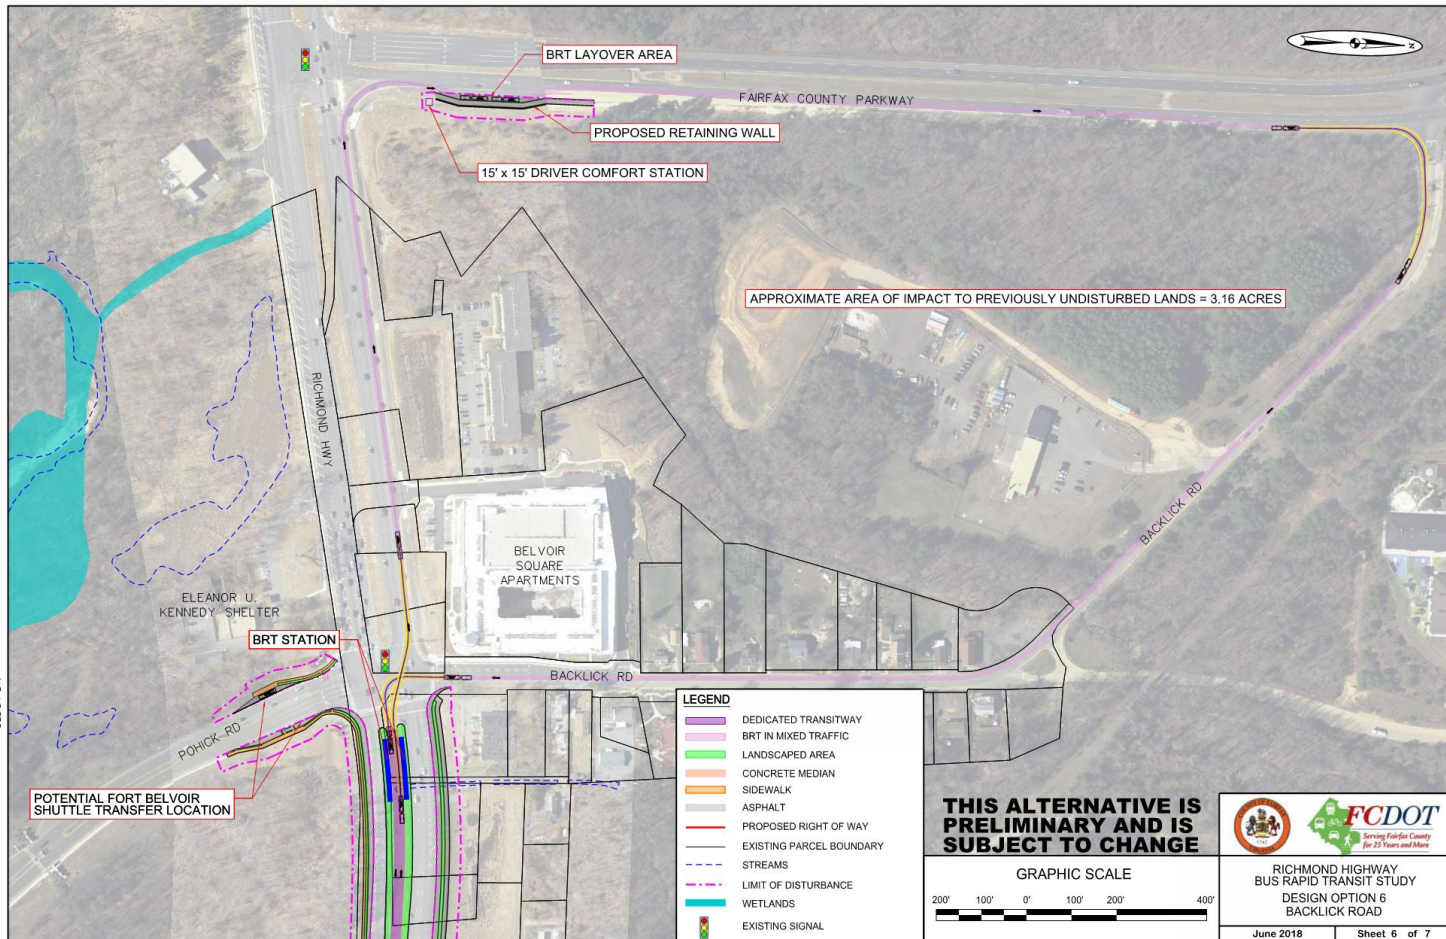 BRT LAYOVER AREA
FAIRFAX COUNTY PARKWAY
PROPOSED RETAINING WALL
15' x 15' DRIVER COMFORT STATION
APPROXIMATE AREA OF IMPACT TO PREVIOUSLY UNDISTURBED LANDS = 3.16 ACRES
RICHMOND HWY
BACKLICK RD
BELVOIR
SQUARE
APARTMENTS
ELEANOR U.
KENNEDY SHELTER
BRT STATION
BACKLICK RD
POHICK RD
POTENTIAL FORT BELVOIR
SHUTTLE TRANSFER LOCATION
LEGEND
DEDICATED TRANSITWAY
BRT IN MIXED TRAFFIC
LANDSCAPED AREA
CONCRETE MEDIAN
SIDEWALK
ASPHALT
PROPOSED RIGHT OF WAY
EXISTING PARCEL BOUNDARY
STREAMS
LIMIT OF DISTURBANCE
WETLANDS
EXISTING SIGNAL
THIS ALTERNATIVE IS
PRELIMINARY AND IS
SUBJECT TO CHANGE
GRAPHIC SCALE
200' 100' 0' 100' 200' 400'
FCDOT
Serving Fairfax County
for 25 Years and More
RICHMOND HIGHWAY
BUS RAPID TRANSIT STUDY
DESIGN OPTION 6
BACKLICK ROAD
June 2018 Sheet 6 of 7